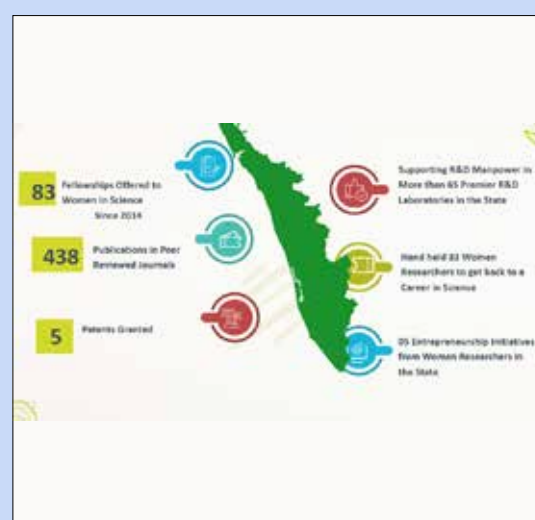 83
Fellowships Offered to
Women in Science
Since 2014
438
Publications in Peer
Reviewed Journals
5
Patents Granted
Supporting R&D Manpower in
More than 65 Premier R&D
Laboratories in the State
Hand held 83 Women
Researchers to get back to a
Career in Science
05 Entrepreneurship Initiatives
from Women Researchers in
the State